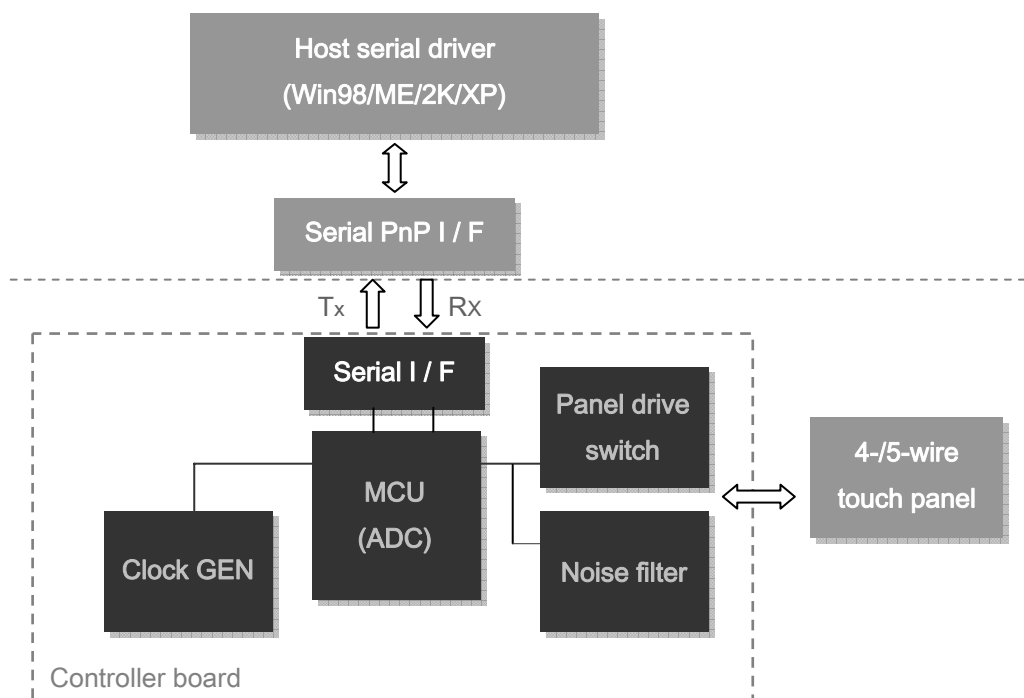 Host serial driver
(Win98/ME/2K/XP)
Serial PnP I / F
Tx
Rx
Serial I / F
Panel drive
switch
MCU
(ADC)
4-/5-wire
touch panel
Clock GEN
Noise filter
Controller board